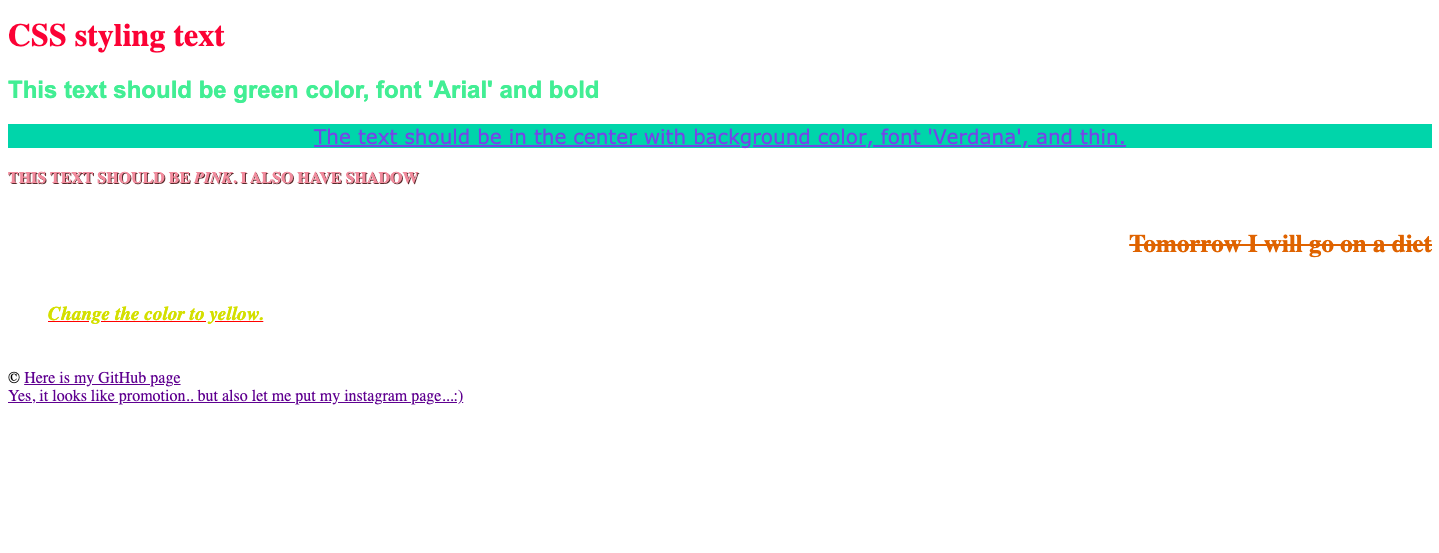 CSS styling text
This text should be green color, font 'Arial' and bold
The text should be in the center with background color, font 'Verdana', and thin.
THIS TEXT SHOULD BE PINK. I ALSO HAVE SHADOW
Tomorrow I will go on a diet
Change the color to yellow.
© Here is my GitHub page
Yes, it looks like promotion.. but also let me put my instagram page...:)